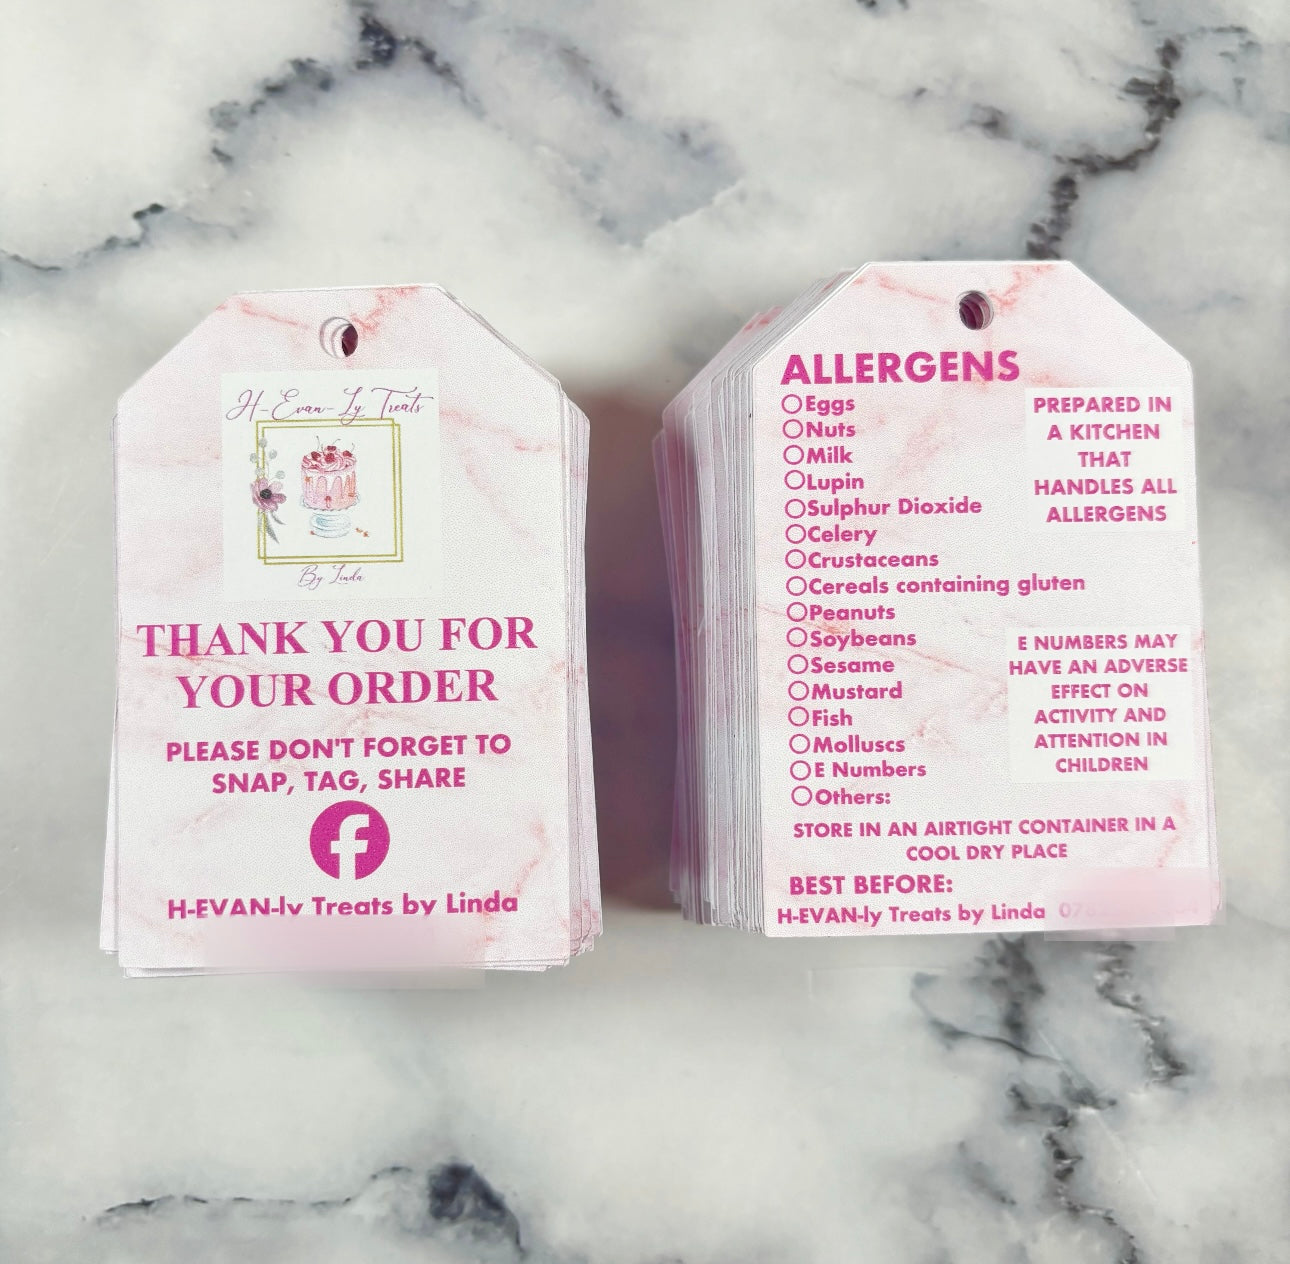 H-Evan-Ly Treats
By Linda
THANK YOU FOR
YOUR ORDER
PLEASE DON'T FORGET TO
SNAP, TAG, SHARE
H-EVAN-ly Treats by Linda
ALLERGENS
Eggs
Nuts
Milk
Lupin
Sulphur Dioxide
Celery
Crustaceans
Cereals containing gluten
Peanuts
Soybeans
Sesame
Mustard
Fish
Molluscs
E Numbers
Others:
PREPARED IN
A KITCHEN
THAT
HANDLES ALL
ALLERGENS
E NUMBERS MAY
HAVE AN ADVERSE
EFFECT ON
ACTIVITY AND
ATTENTION IN
CHILDREN
STORE IN AN AIRTIGHT CONTAINER IN A
COOL DRY PLACE
BEST BEFORE:
H-EVAN-ly Treats by Linda